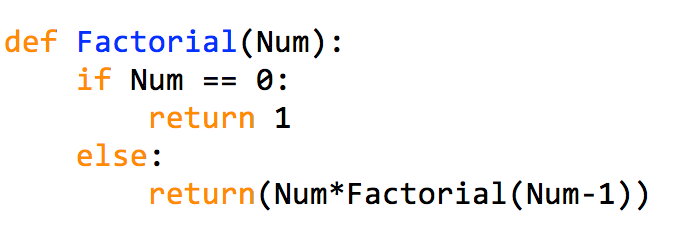 def Factorial(Num):
    if Num == 0:
        return 1
    else:
        return(Num*Factorial(Num-1))